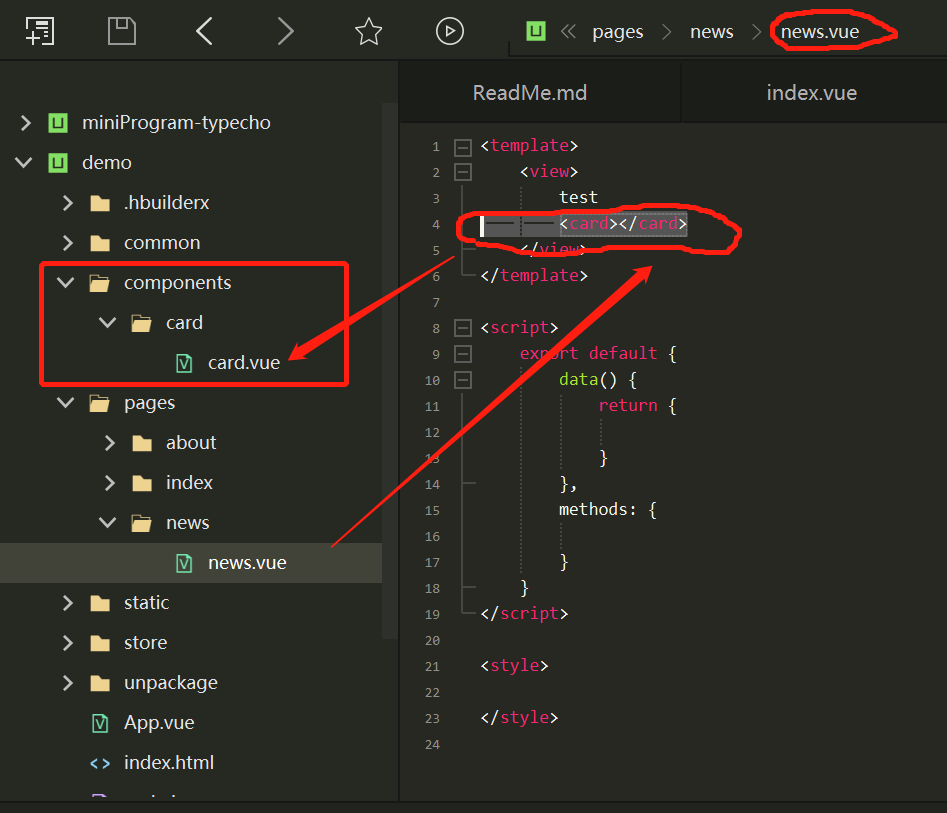 pages news news.vue
miniProgram-typecho
demo
.hbuilderx
common
components
card
card.vue
pages
about
index
news
news.vue
static
store
unpackage
App.vue
index.html
ReadMe.md
index.vue
1 <template>
2 <view>
3 test
4 <card></card>
5 </view>
6 </template>
7
8 <script>
9 export default {
10 data() {
11 return {
12
13 }
14 },
15 methods: {
16
17 }
18 }
19 </script>
20
21 <style>
22
23 </style>
24